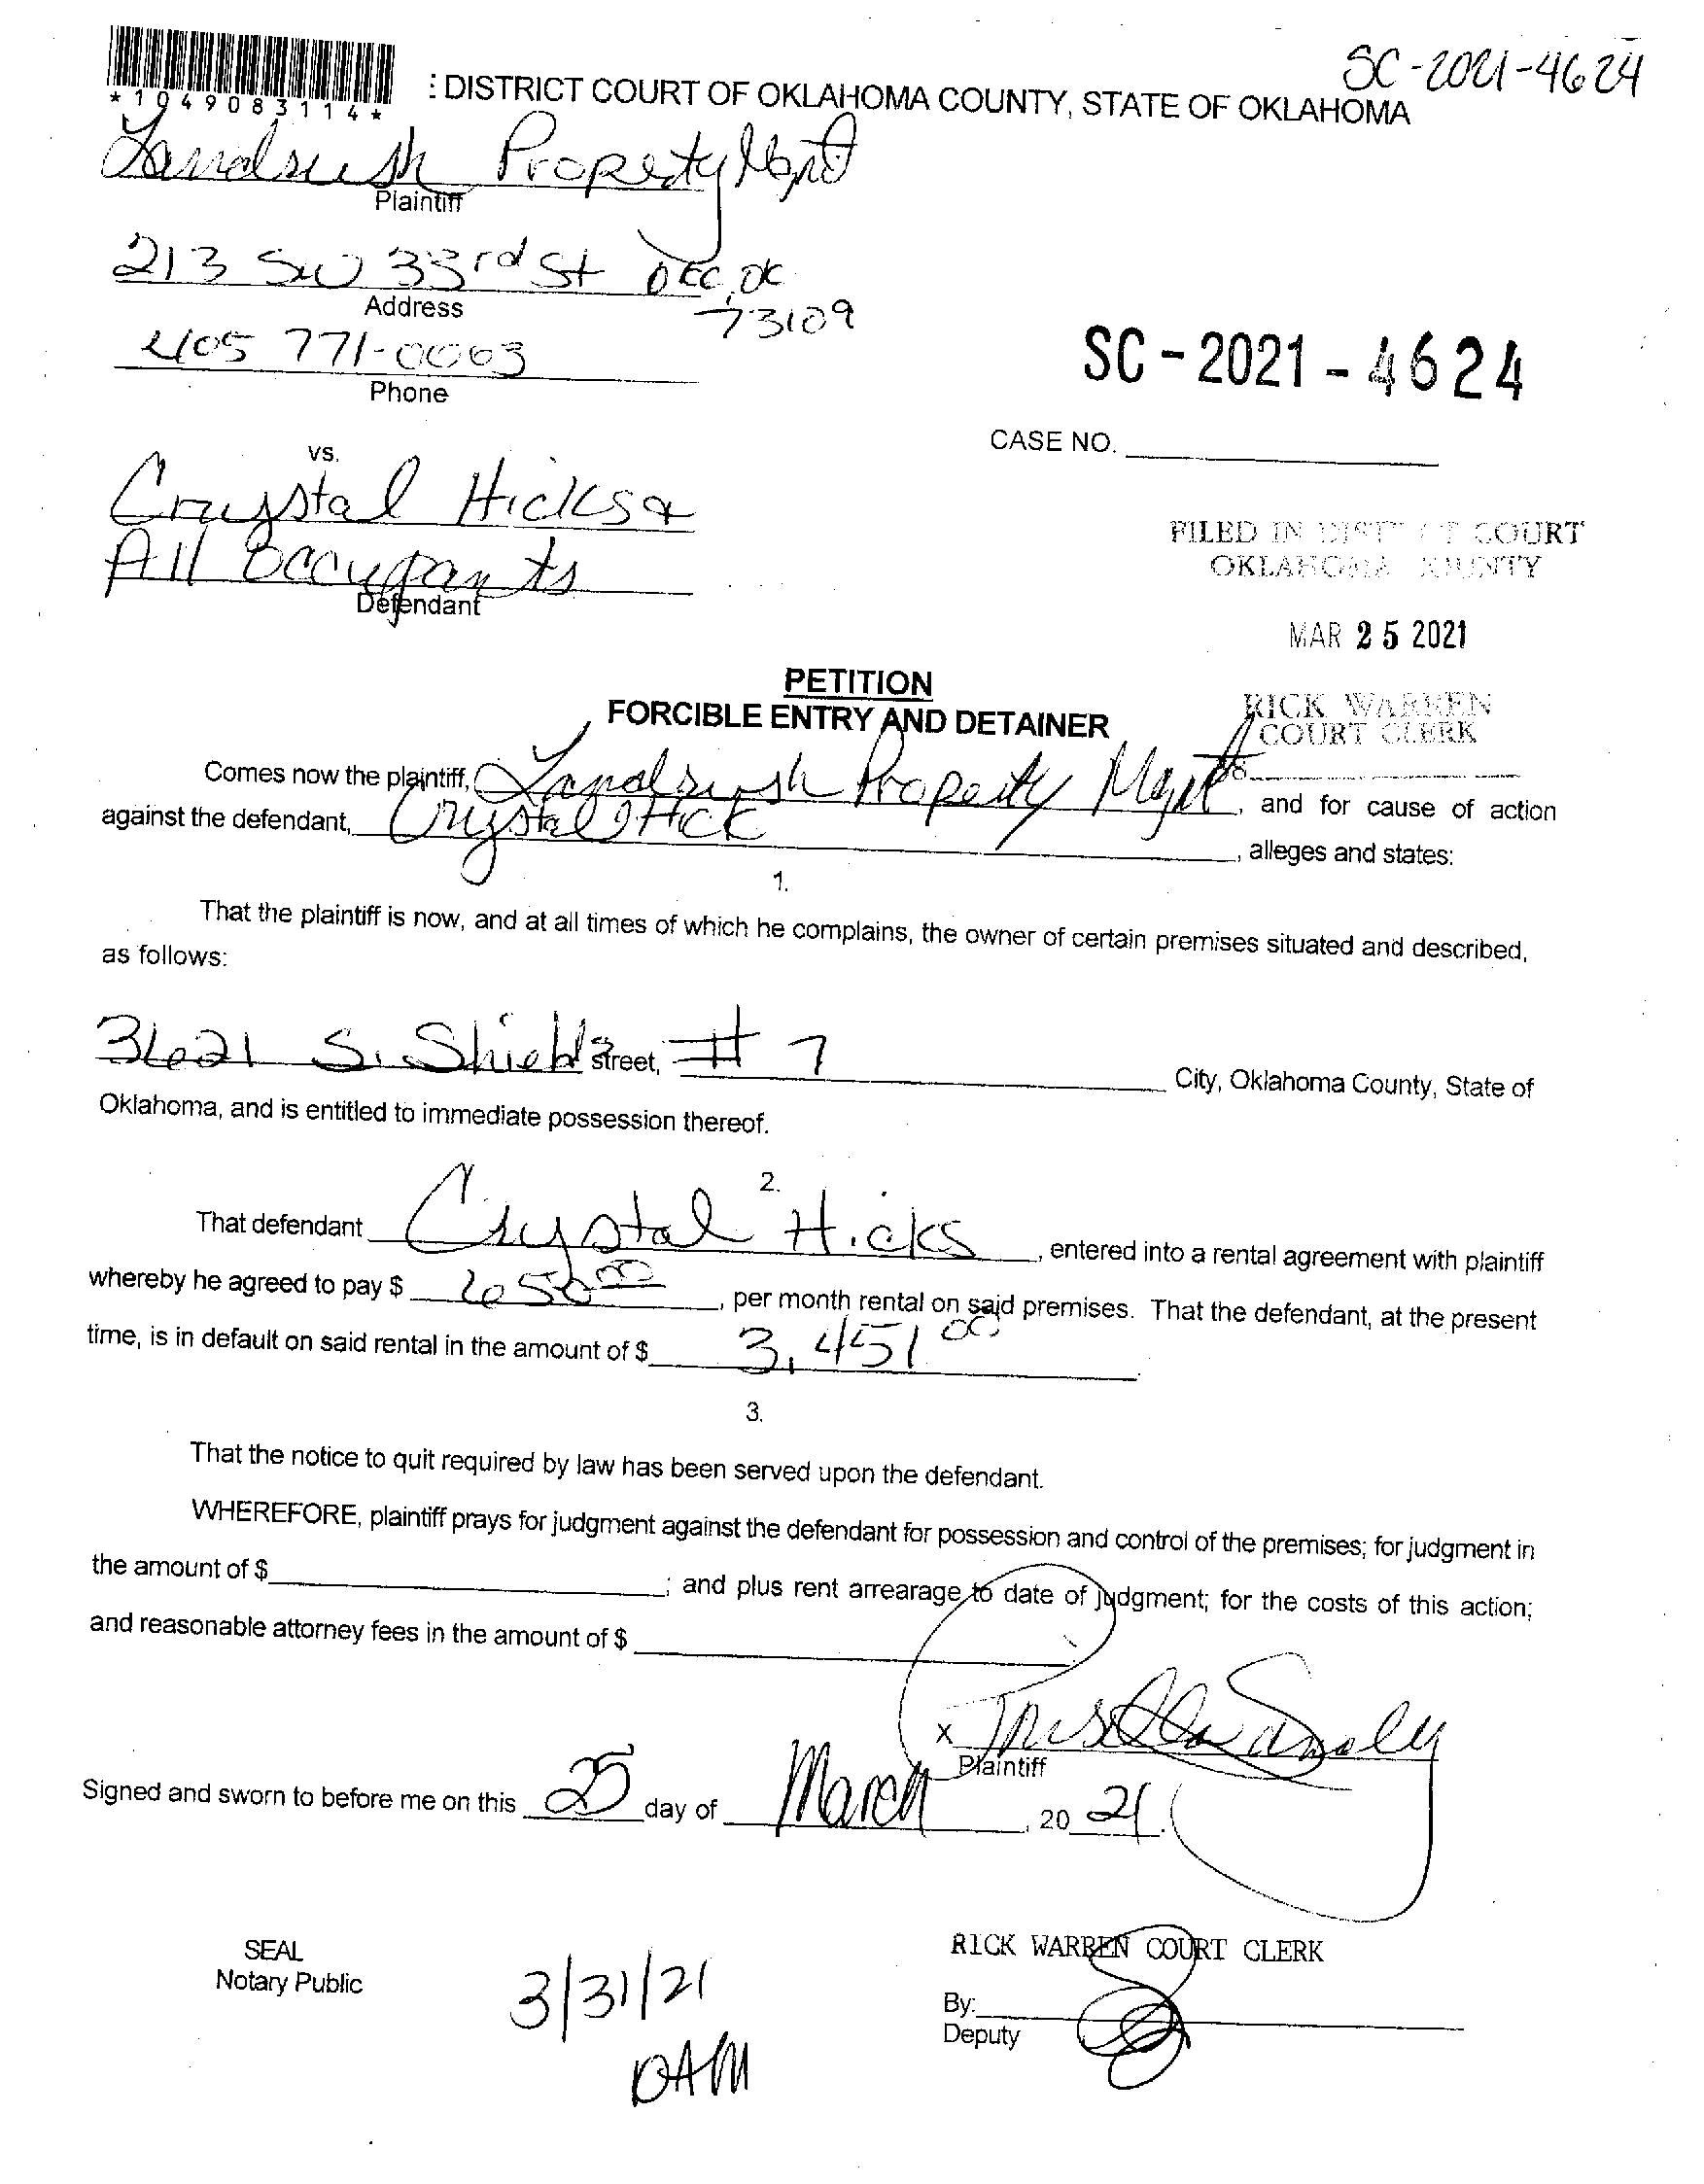 SC-2021-4624
*1049083114*
: DISTRICT COURT OF OKLAHOMA COUNTY, STATE OF OKLAHOMA
Landrush Property Mgmt
Plaintiff
213 SW 33rd St OKC, OK
Address
73109
405 771-0063
Phone
SC-2021-4624
CASE NO.
vs.
Crystal Hicks &
All Occupants
Defendant
FILED IN DISTRICT COURT
OKLAHOMA COUNTY
MAR 25 2021
PETITION
FORCIBLE ENTRY AND DETAINER
RICK WARREN
COURT CLERK
Comes now the plaintiff, Landrush Property Mgmt, and for cause of action
against the defendant, Crystal Hick, alleges and states:
1.
That the plaintiff is now, and at all times of which he complains, the owner of certain premises situated and described,
as follows:
3621 S. Shields Street, # 7 City, Oklahoma County, State of
Oklahoma, and is entitled to immediate possession thereof.
2.
That defendant Crystal Hicks, entered into a rental agreement with plaintiff
whereby he agreed to pay $ 650 00, per month rental on said premises. That the defendant, at the present
time, is in default on said rental in the amount of $ 3,451 00
3.
That the notice to quit required by law has been served upon the defendant.
WHEREFORE, plaintiff prays for judgment against the defendant for possession and control of the premises; for judgment in
the amount of $ ; and plus rent arrearage to date of judgment; for the costs of this action;
and reasonable attorney fees in the amount of $
X
Plaintiff
Signed and sworn to before me on this 25 day of March, 20 21.
SEAL
Notary Public
3/31/21
DAM
RICK WARREN COURT CLERK
By:
Deputy